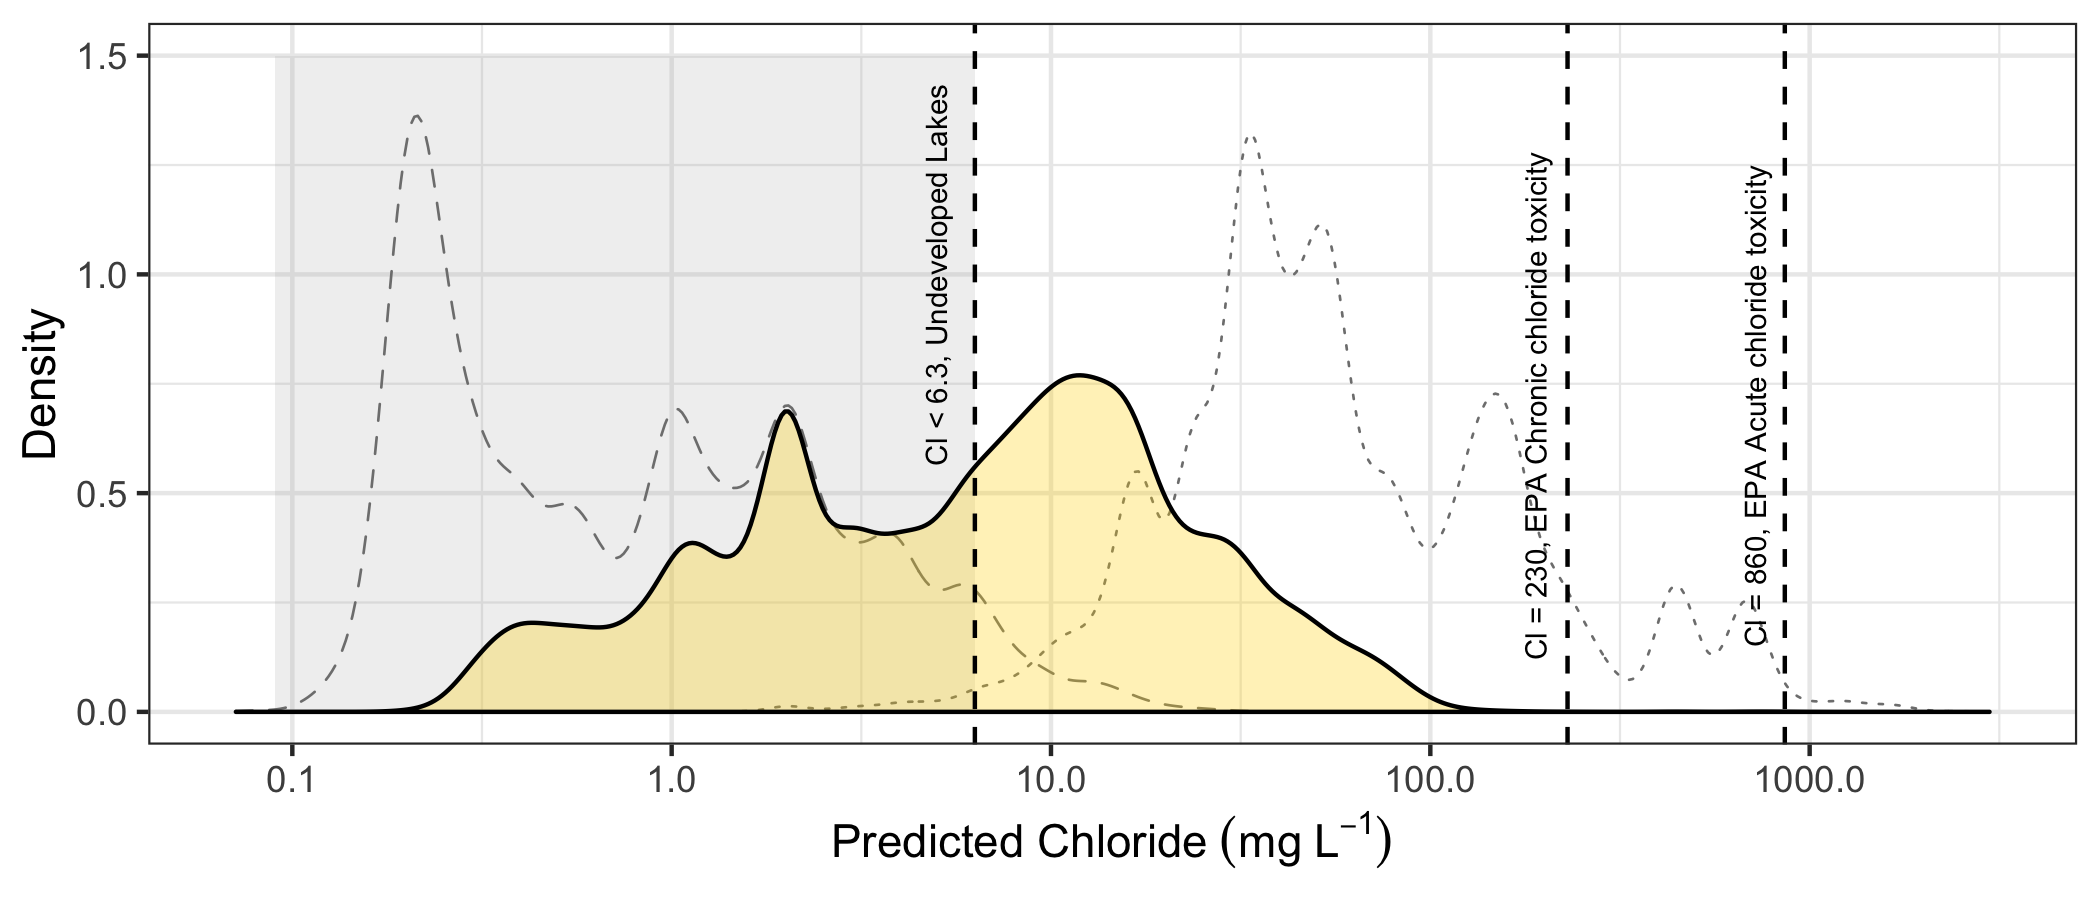 1.5
1.0
0.5
0.0
Density
Cl < 6.3, Undeveloped Lakes
Cl = 230, EPA Chronic chloride toxicity
Cl = 860, EPA Acute chloride toxicity
0.1
1.0
10.0
100.0
1000.0
Predicted Chloride (mg L⁻¹)